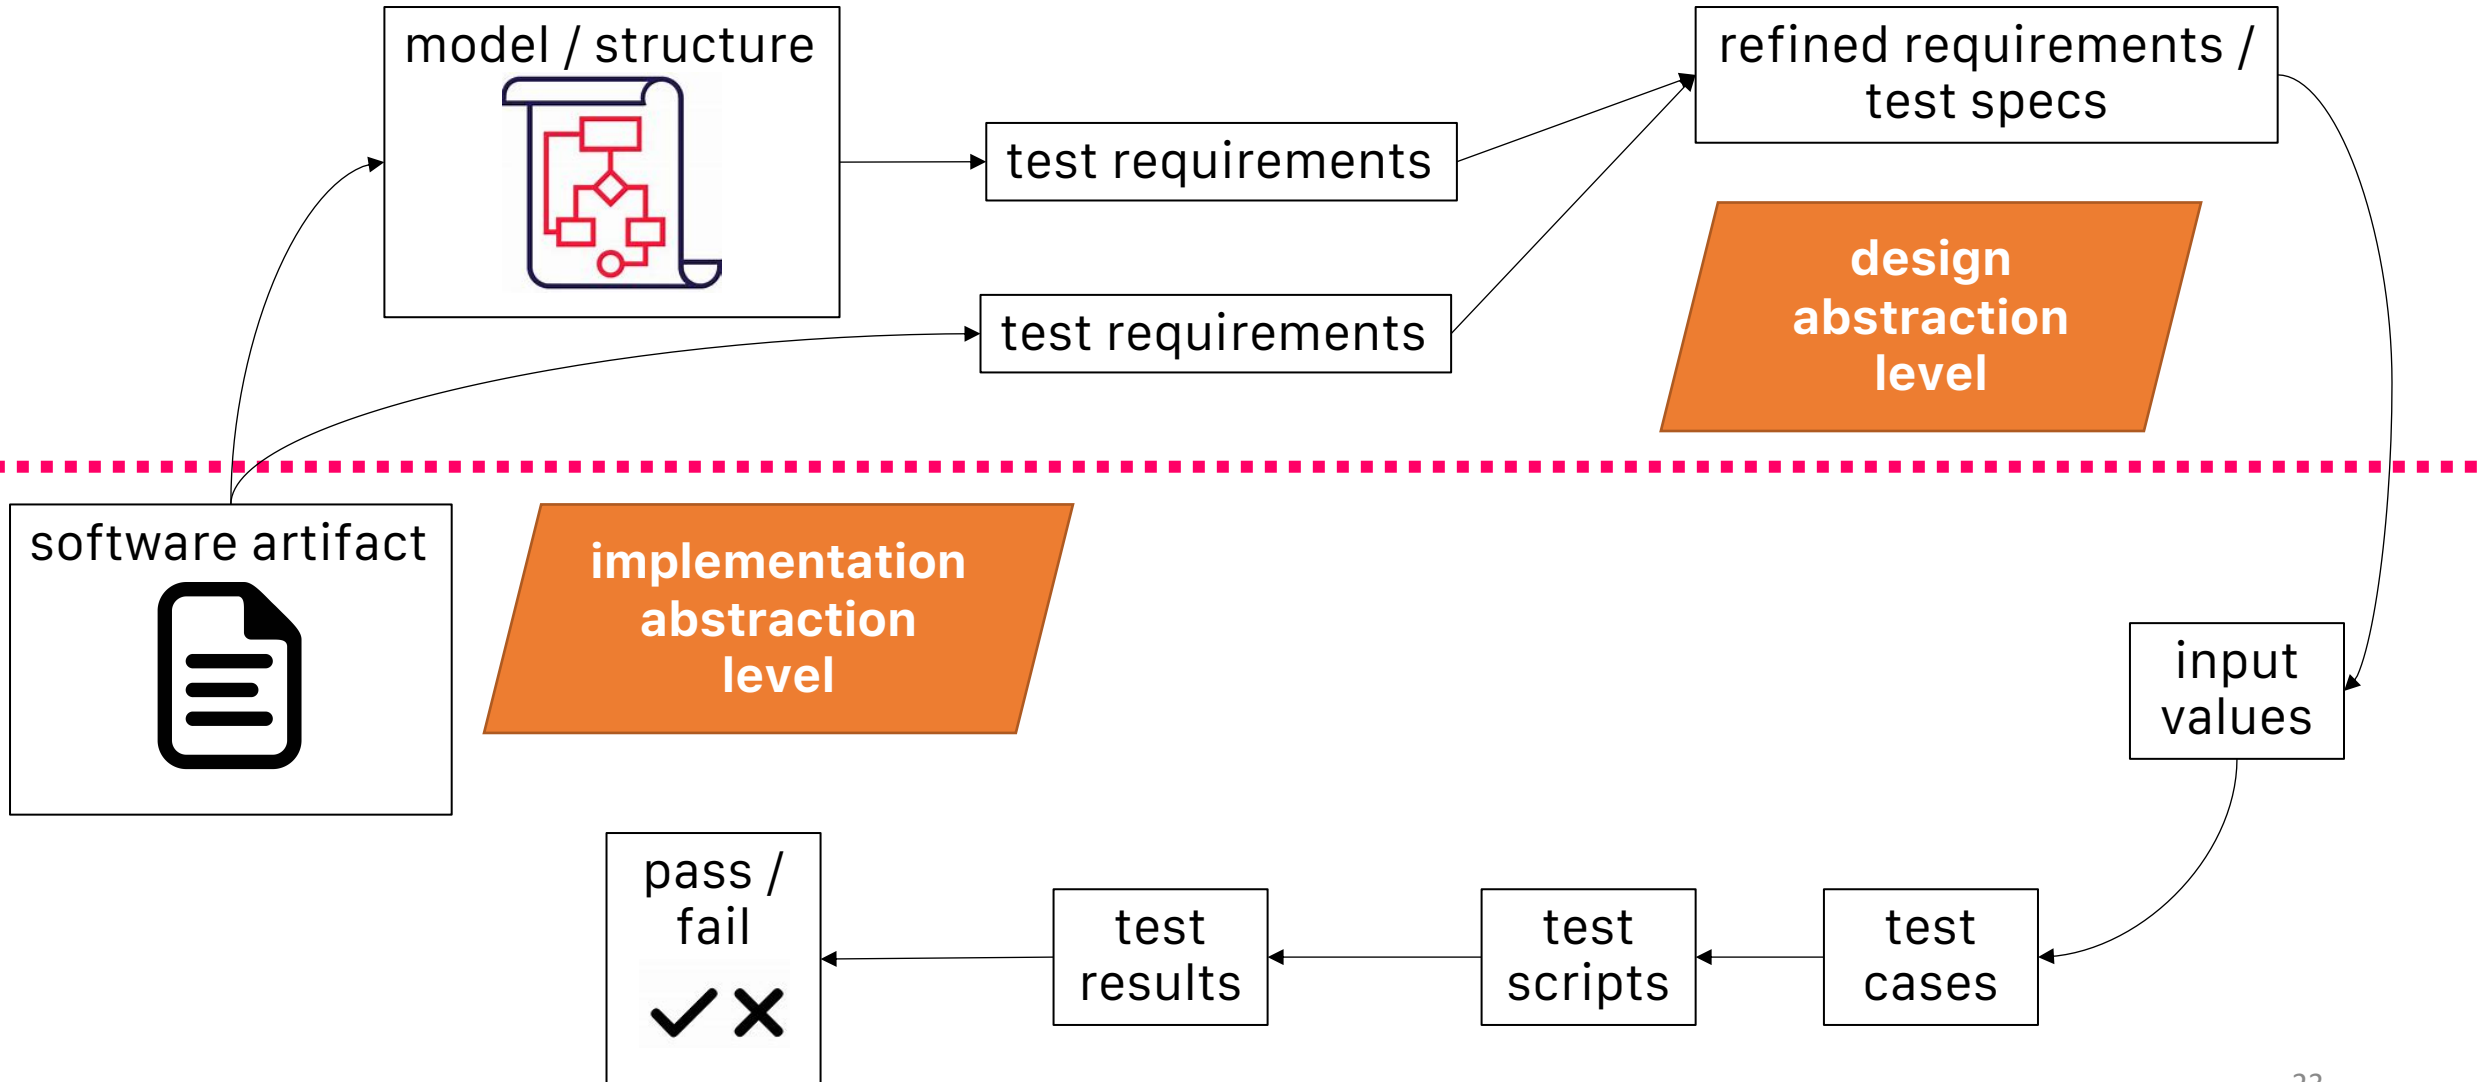 model / structure
refined requirements /
test specs
test requirements
test requirements
design
abstraction
level
software artifact
implementation
abstraction
level
input
values
pass /
fail
test
results
test
scripts
test
cases